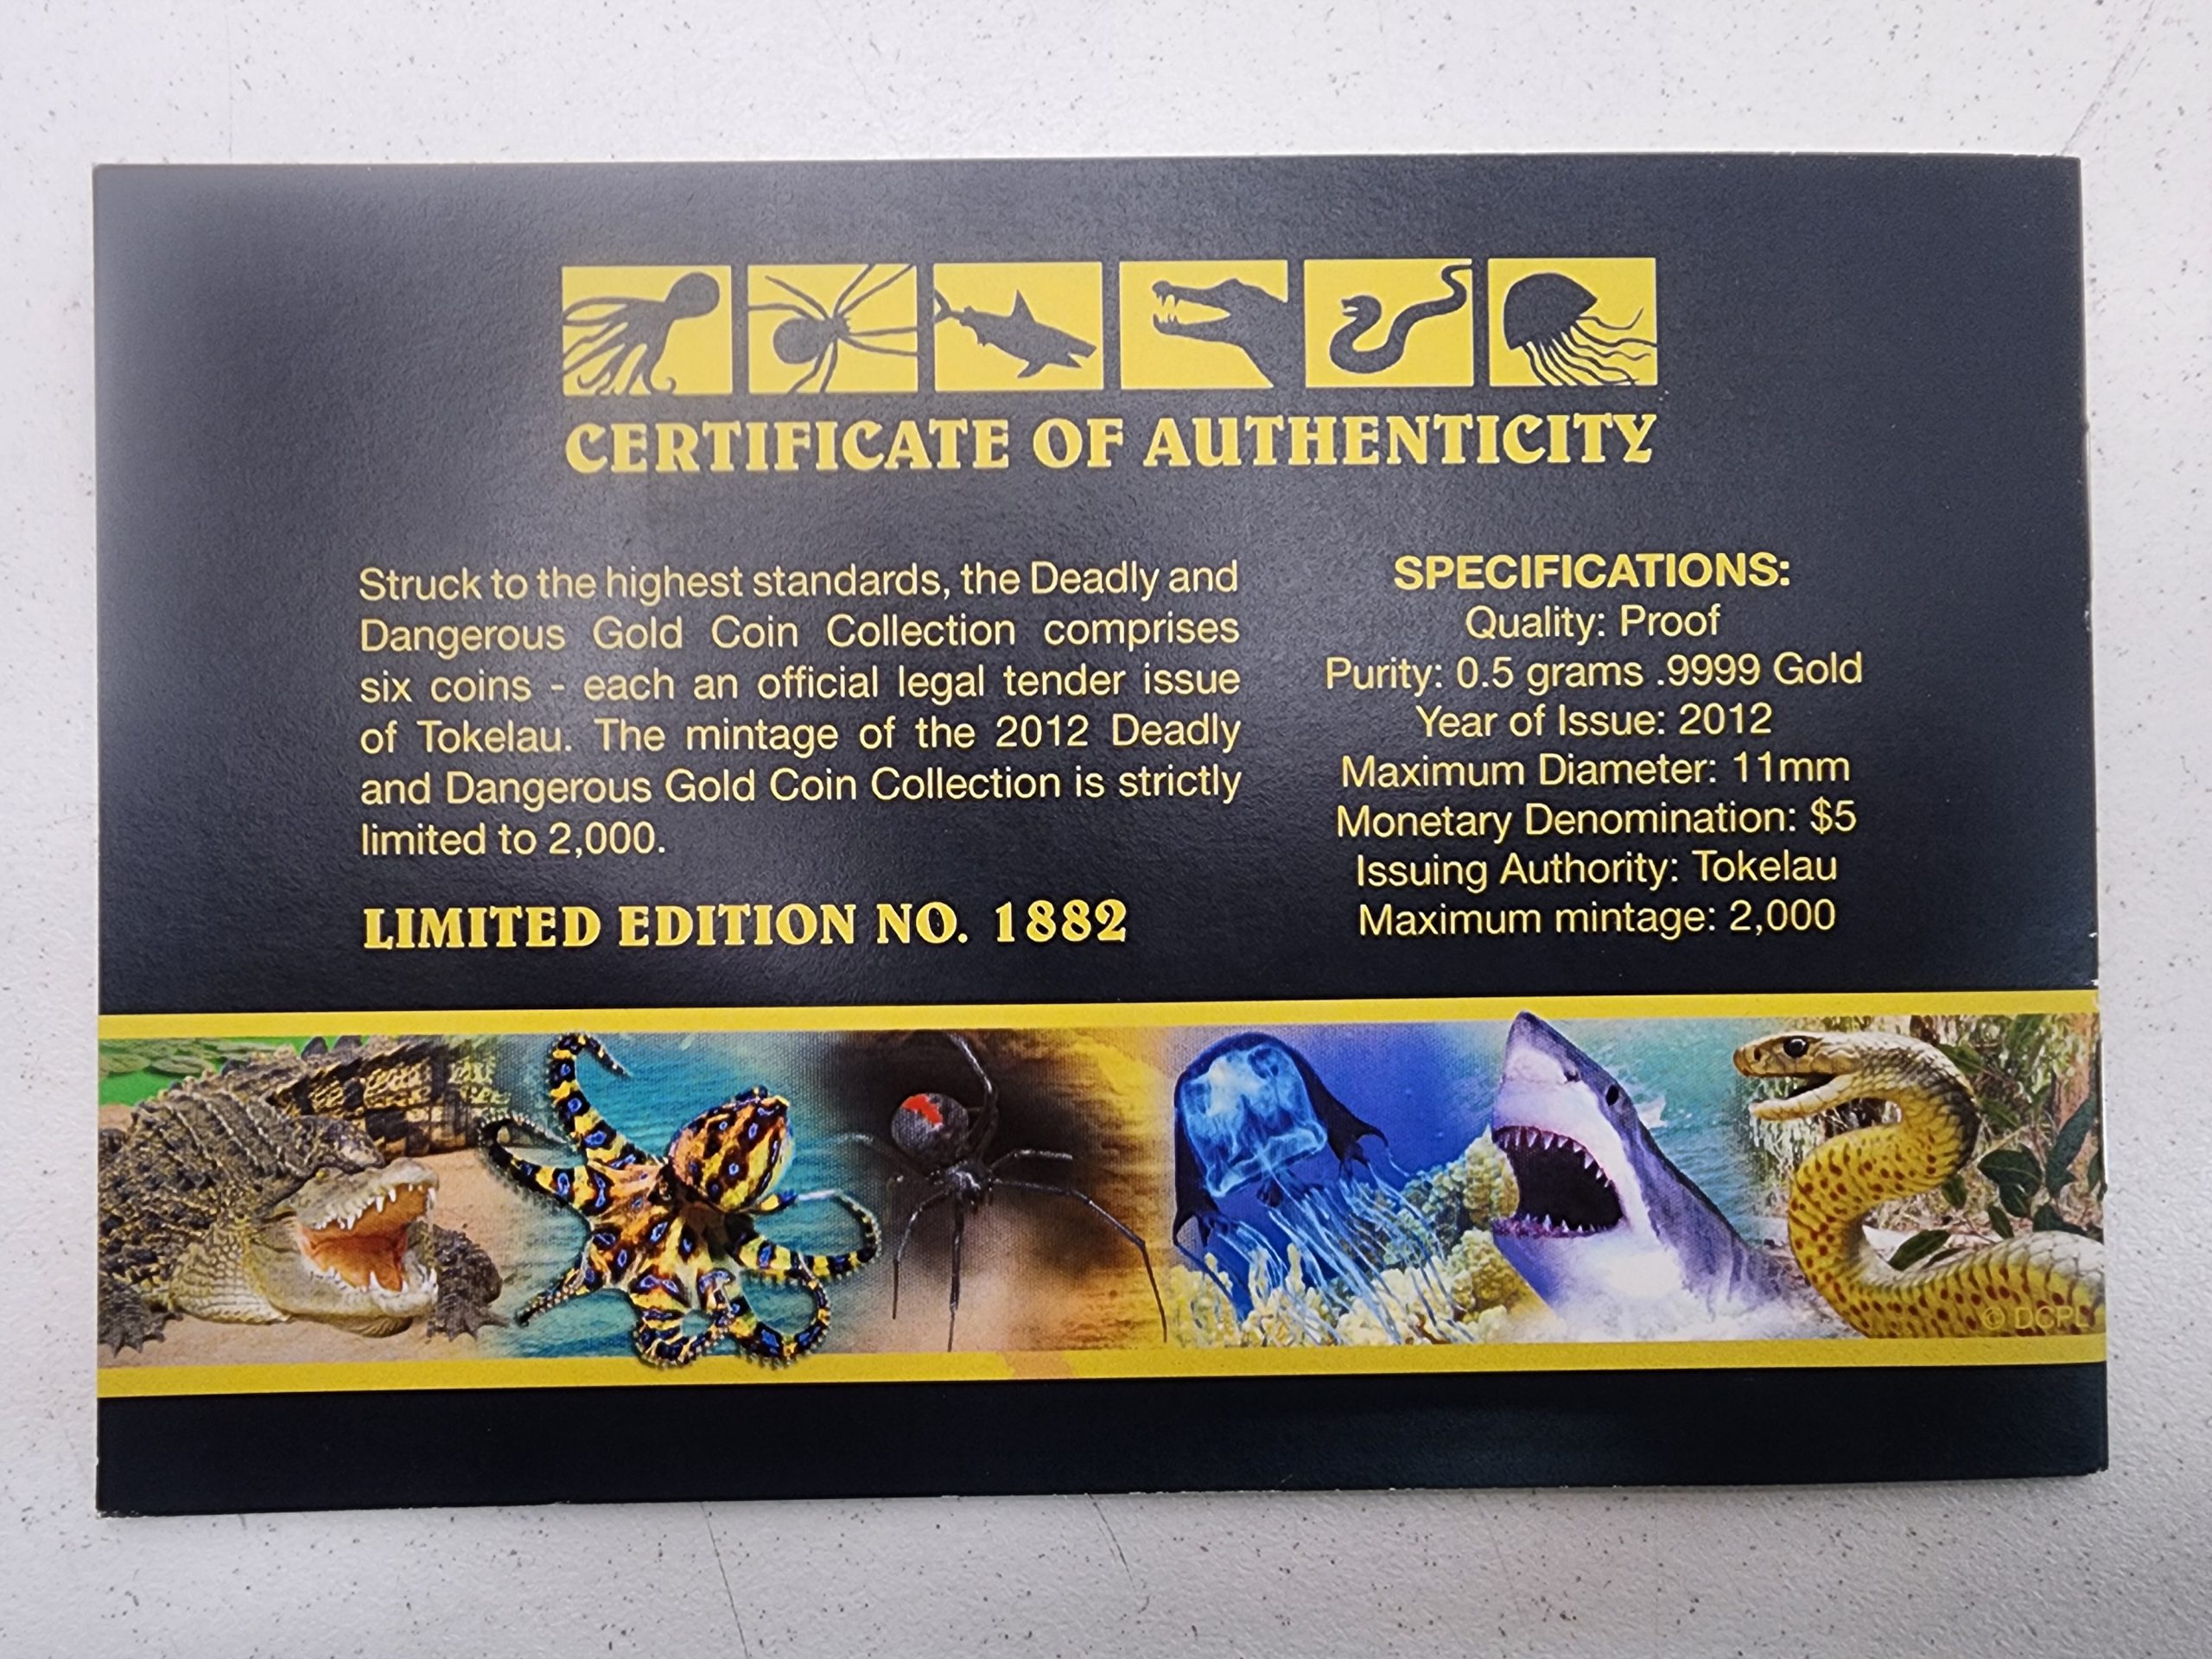 CERTIFICATE OF AUTHENTICITY
Struck to the highest standards, the Deadly and
Dangerous Gold Coin Collection comprises
six coins - each an official legal tender issue
of Tokelau. The mintage of the 2012 Deadly
and Dangerous Gold Coin Collection is strictly
limited to 2,000.
LIMITED EDITION NO. 1882
SPECIFICATIONS:
Quality: Proof
Purity: 0.5 grams .9999 Gold
Year of Issue: 2012
Maximum Diameter: 11mm
Monetary Denomination: $5
Issuing Authority: Tokelau
Maximum mintage: 2,000
© DCPL